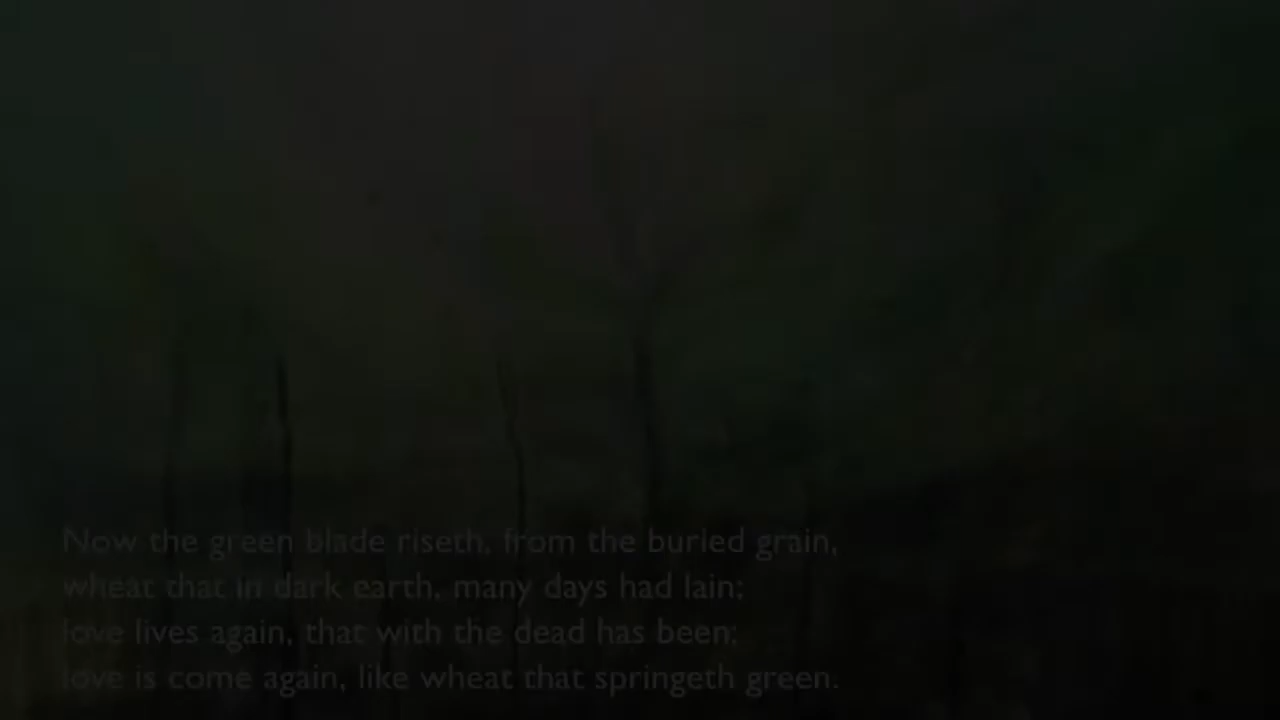 Now the green blade riseth, from the buried grain,
wheat that in dark earth, many days had lain;
love lives again, that with the dead has been:
love is come again, like wheat that springeth green.